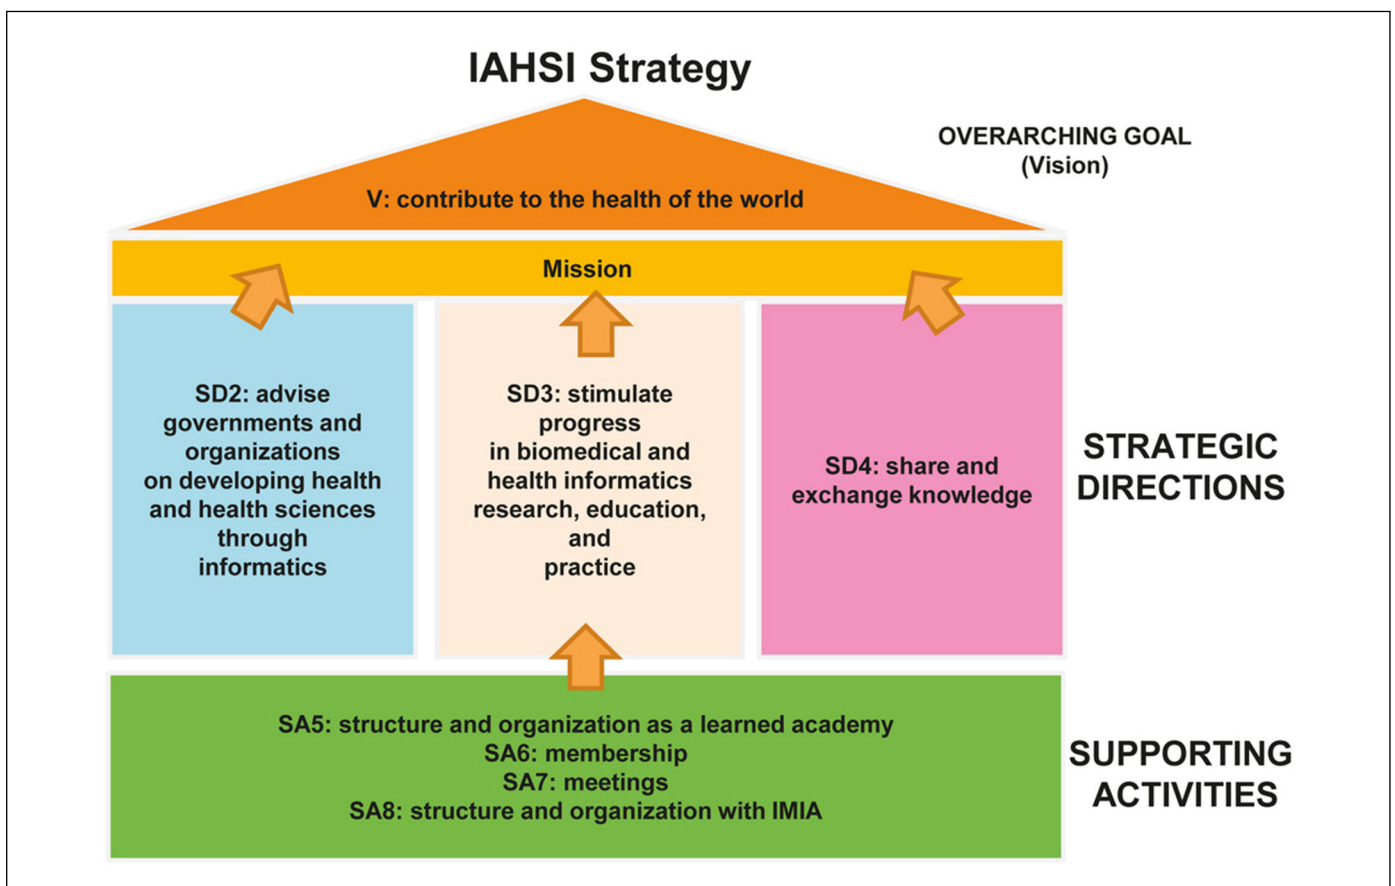 IAHSI Strategy
OVERARCHING GOAL
(Vision)
V: contribute to the health of the world
Mission
SD2: advise
governments and
organizations
on developing health
and health sciences
through
informatics
SD3: stimulate
progress
in biomedical and
health informatics
research, education,
and
practice
SD4: share and
exchange knowledge
STRATEGIC
DIRECTIONS
SA5: structure and organization as a learned academy
SA6: membership
SA7: meetings
SA8: structure and organization with IMIA
SUPPORTING
ACTIVITIES